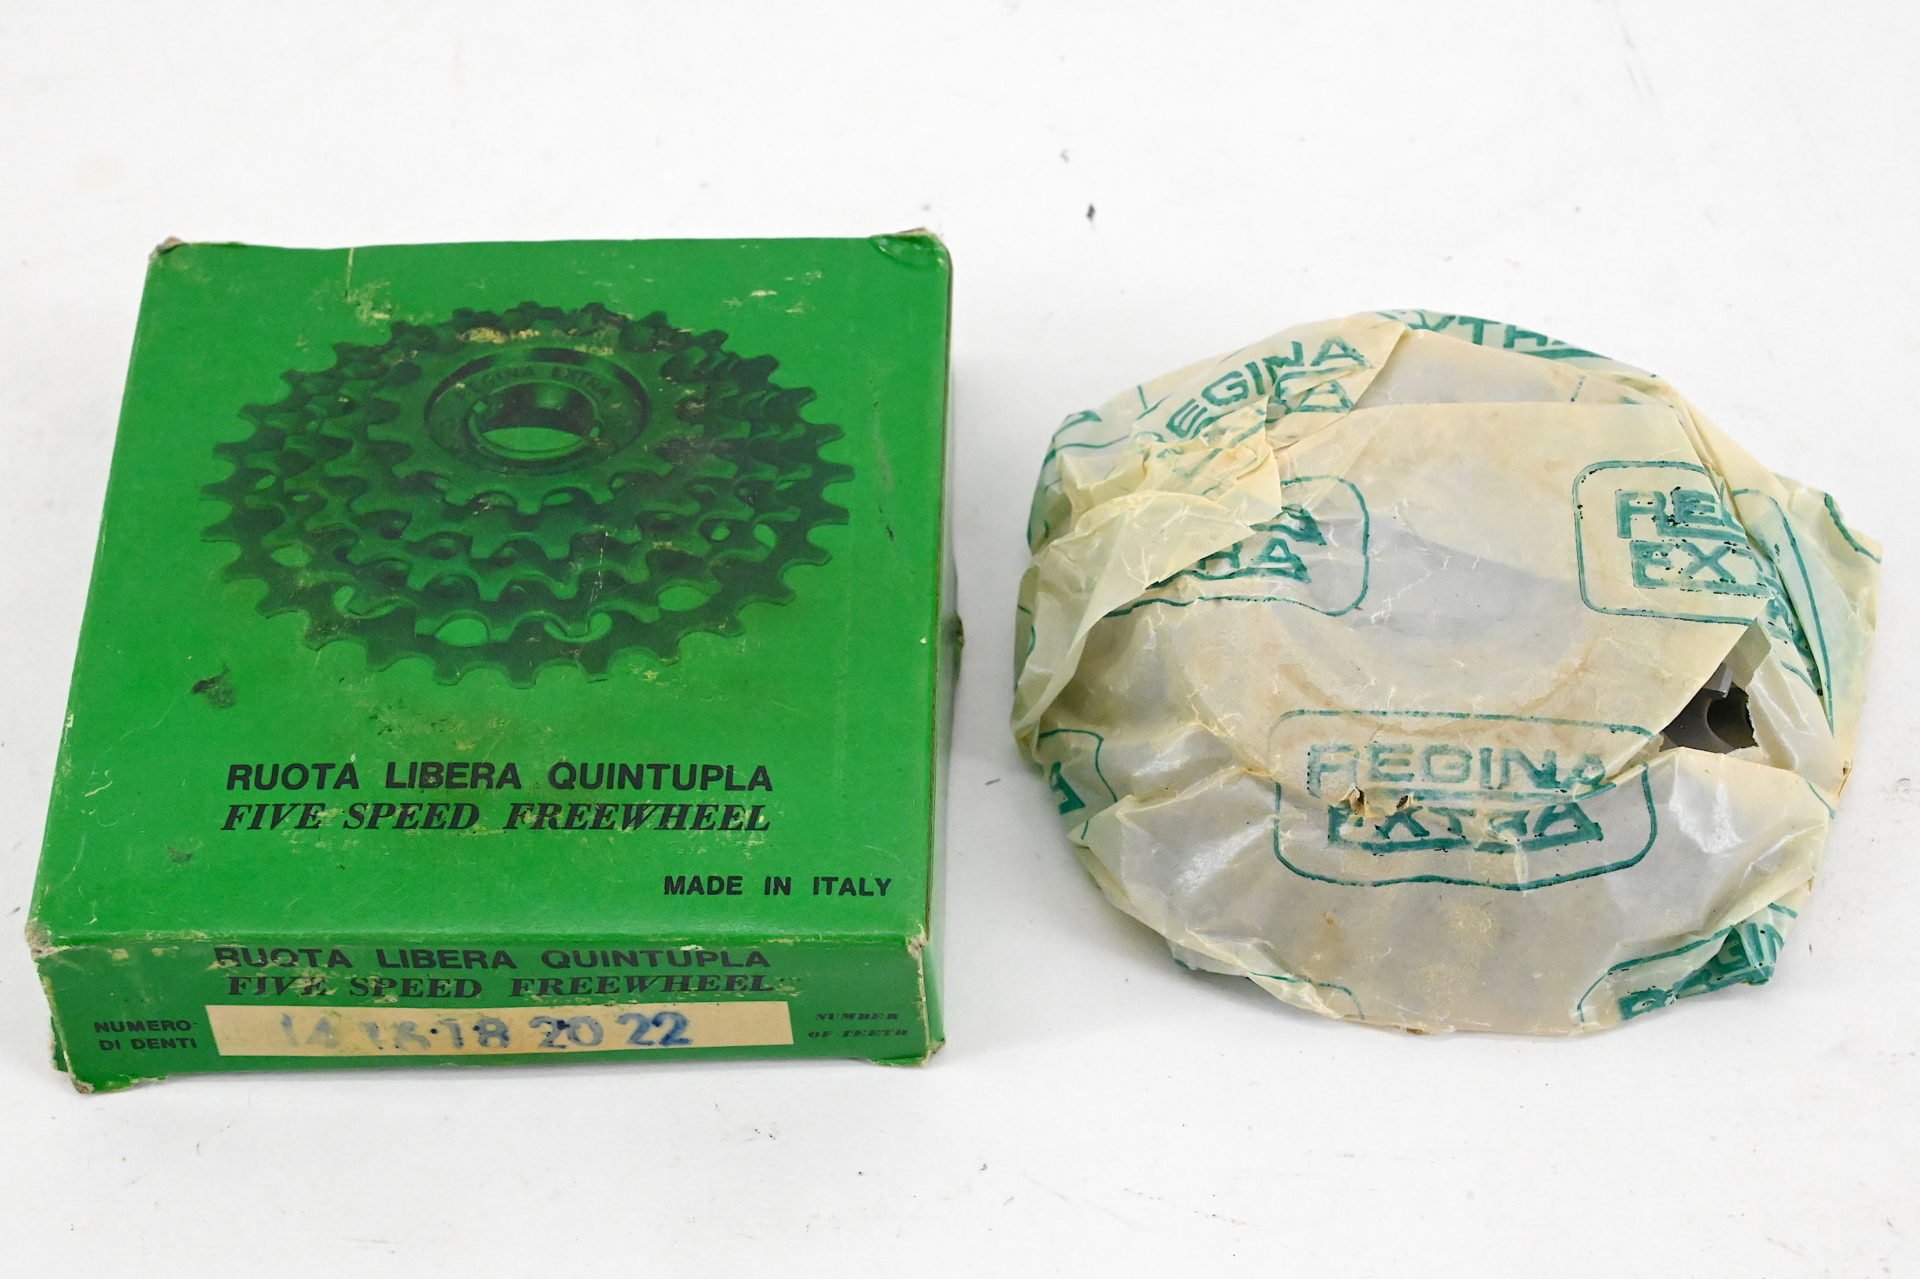 REGINA EXTRA
RUOTA LIBERA QUINTUPLA
FIVE SPEED FREEWHEEL
MADE IN ITALY
RUOTA LIBERA QUINTUPLA
FIVE SPEED FREEWHEEL
NUMERO
DI DENTI
14 16·18 20 22
NUMBER
OF TEETH
EXTRA
REGINA
REGINA
EXTRA